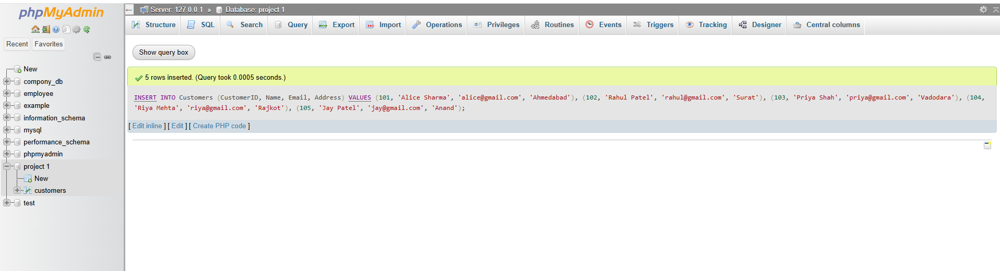 phpMyAdmin
Recent Favorites
New
compony_db
employee
example
information_schema
mysql
performance_schema
phpmyadmin
project 1
New
customers
test
Server: 127.0.0.1 » Database: project 1
Structure SQL Search Query Export Import Operations Privileges Routines Events Triggers Tracking Designer Central columns
Show query box
5 rows inserted. (Query took 0.0005 seconds.)
INSERT INTO Customers (CustomerID, Name, Email, Address) VALUES (101, 'Alice Sharma', 'alice@gmail.com', 'Ahmedabad'), (102, 'Rahul Patel', 'rahul@gmail.com', 'Surat'), (103, 'Priya Shah', 'priya@gmail.com', 'Vadodara'), (104,
'Riya Mehta', 'riya@gmail.com', 'Rajkot'), (105, 'Jay Patel', 'jay@gmail.com', 'Anand');
[ Edit inline ] [ Edit ] [ Create PHP code ]